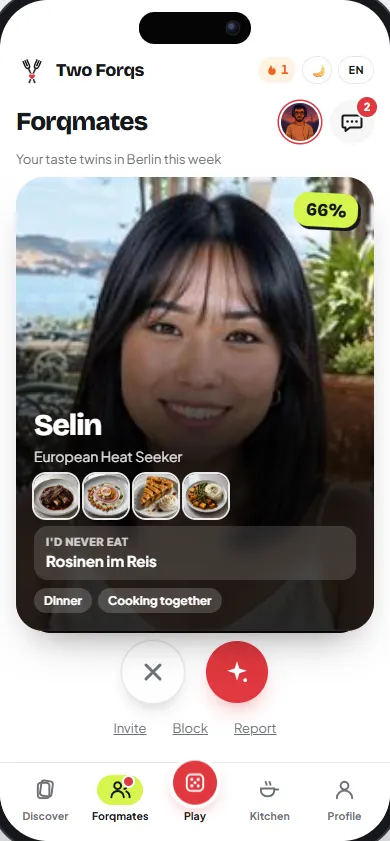 Two Forqs
1
EN
Forqmates
2
Your taste twins in Berlin this week
66%
Selin
European Heat Seeker
I'D NEVER EAT
Rosinen im Reis
Dinner
Cooking together
Invite
Block
Report
Discover
Forqmates
Play
Kitchen
Profile